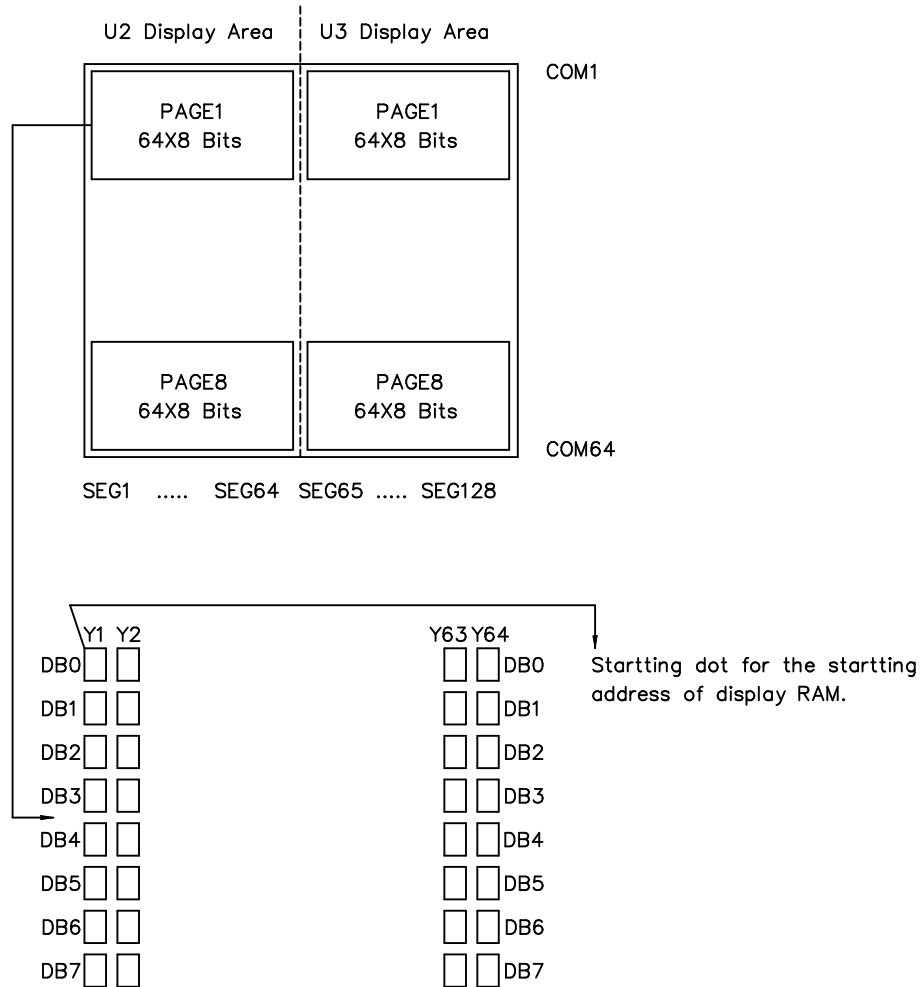 U2 Display Area U3 Display Area
COM1
PAGE1 PAGE1
64X8 Bits 64X8 Bits
PAGE8 PAGE8
64X8 Bits 64X8 Bits
COM64
SEG1 ..... SEG64 SEG65 ..... SEG128
Y1 Y2 Y63 Y64
DB0 DB0 Startting dot for the startting
address of display RAM.
DB1 DB1
DB2 DB2
DB3 DB3
DB4 DB4
DB5 DB5
DB6 DB6
DB7 DB7